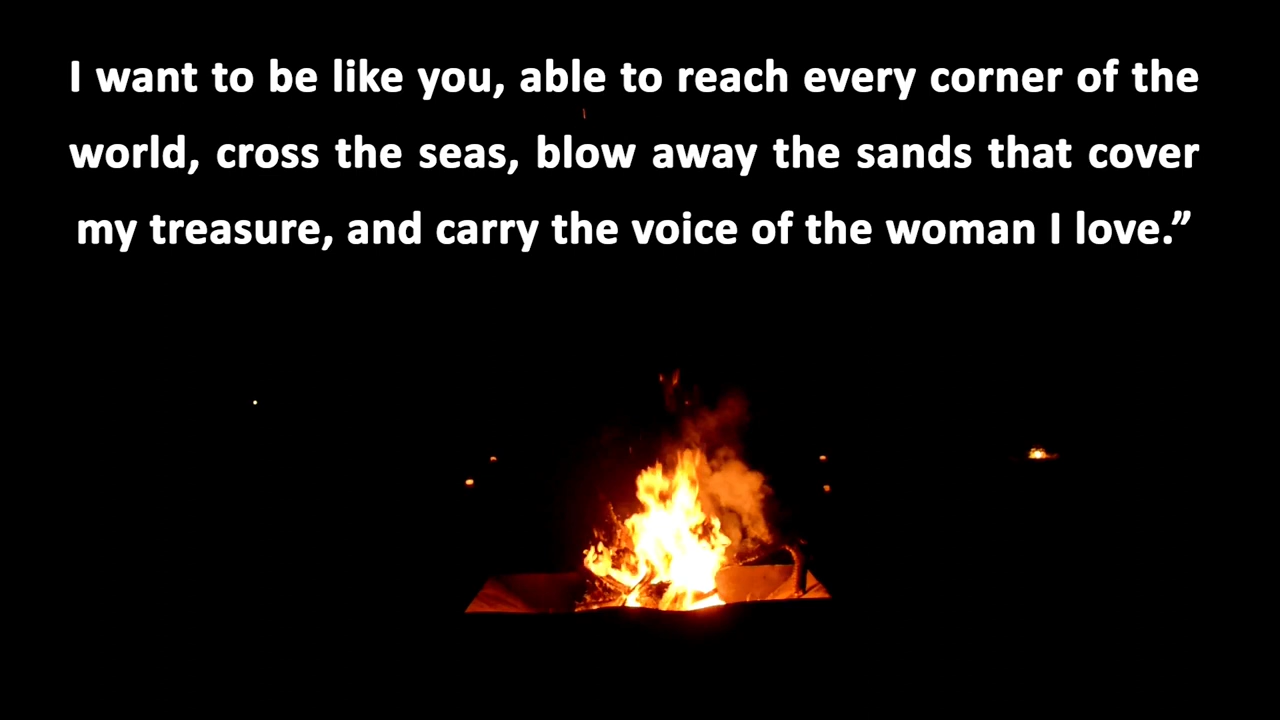 I want to be like you, able to reach every corner of the
world, cross the seas, blow away the sands that cover
my treasure, and carry the voice of the woman I love.”